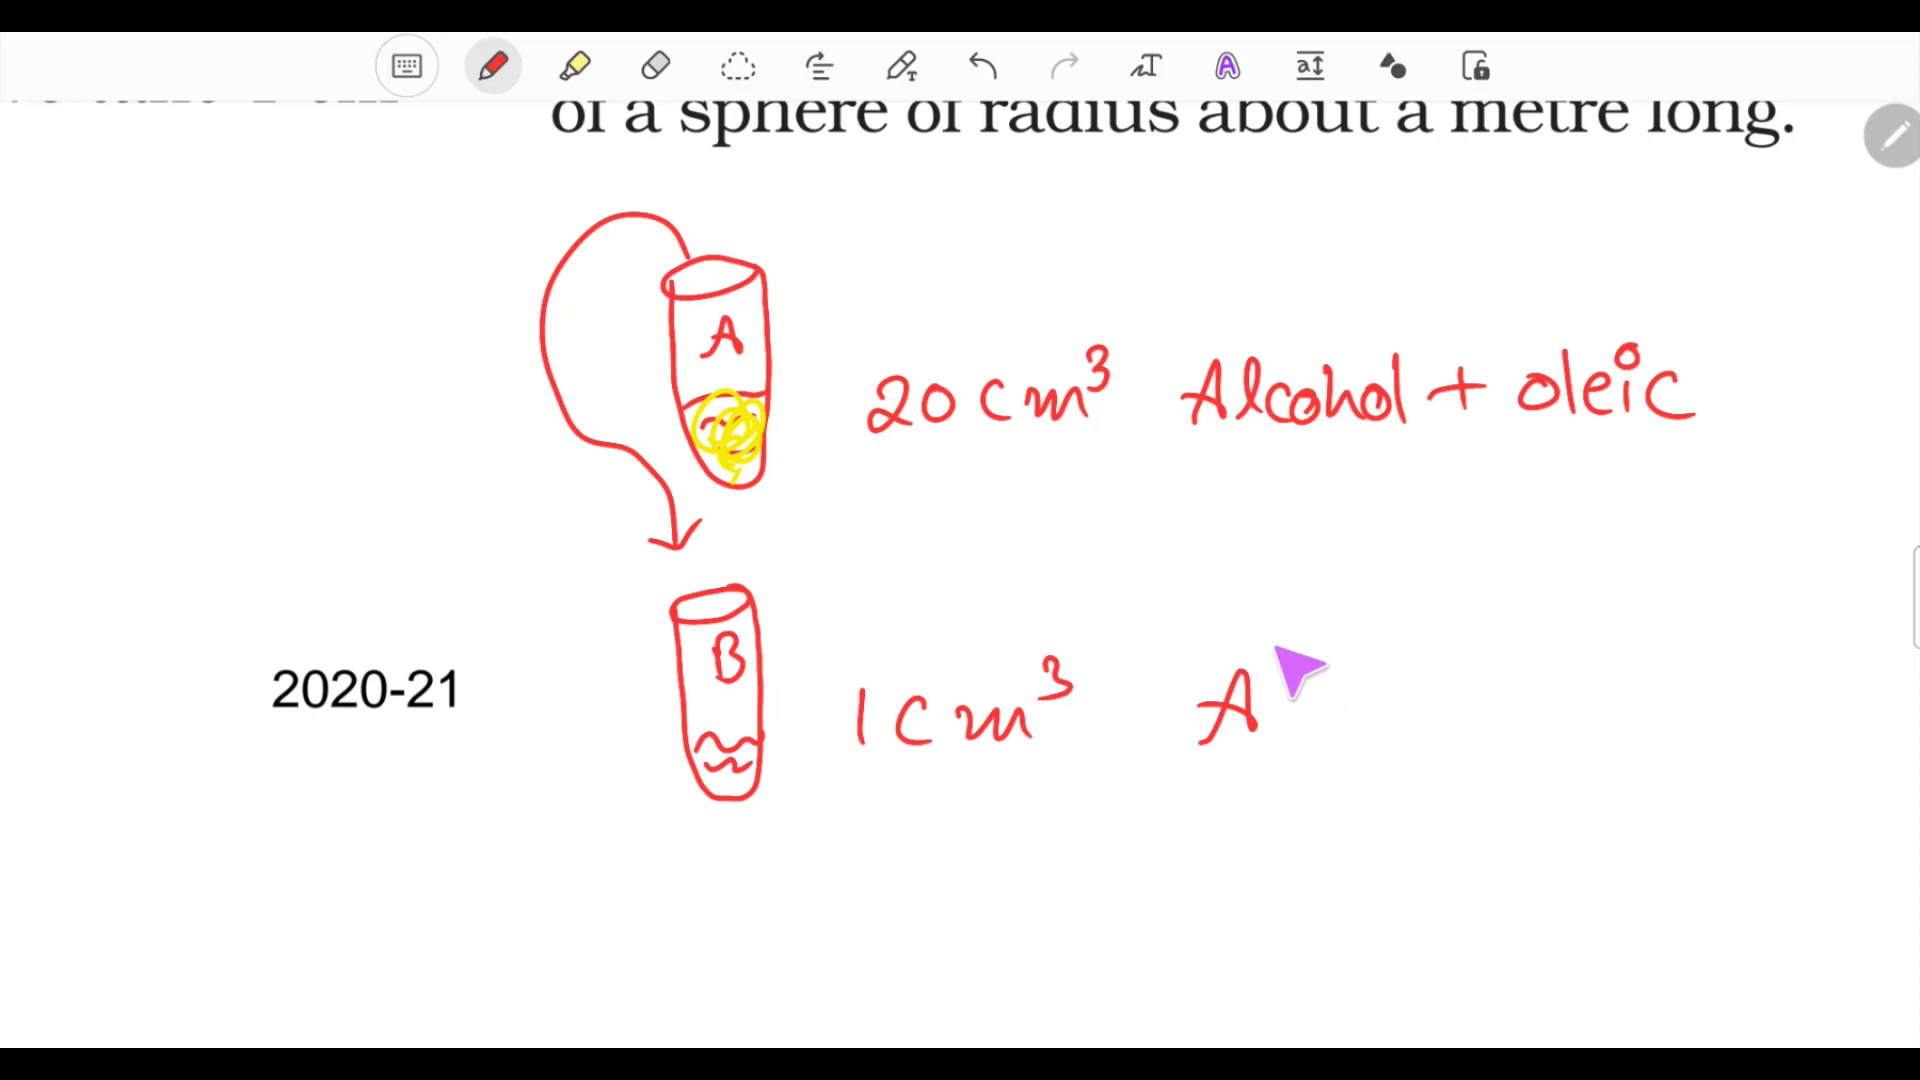 of a sphere of radius about a metre long.
A
20 cm³ Alcohol + oleic
B
2020-21
1 cm³ A